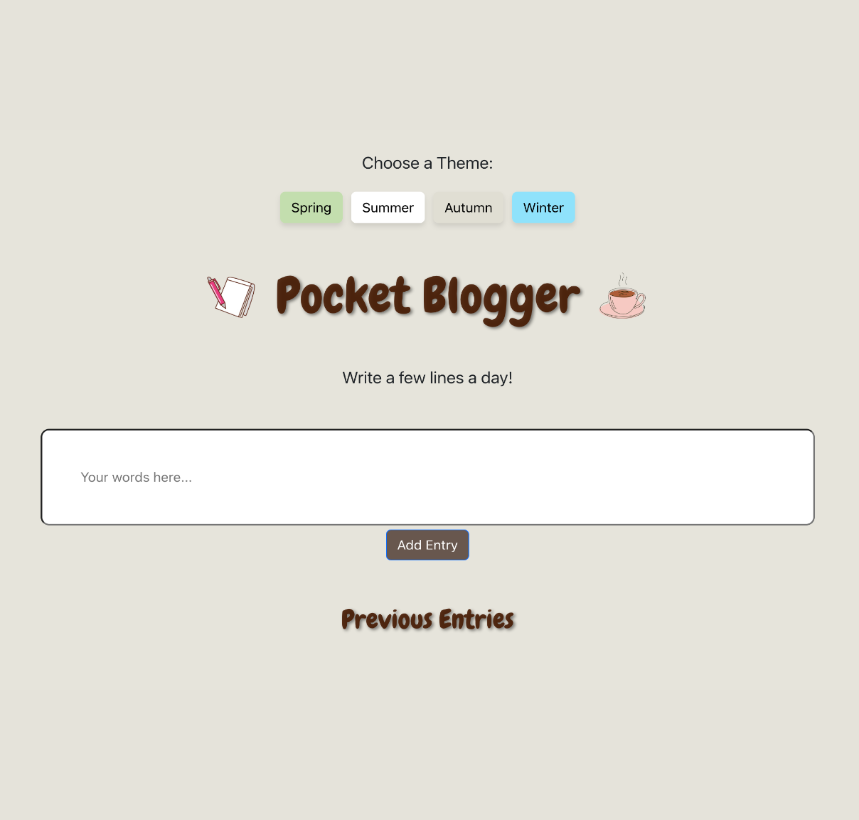 Choose a Theme:
Spring Summer Autumn Winter
Pocket Blogger
Write a few lines a day!
Your words here...
Add Entry
Previous Entries